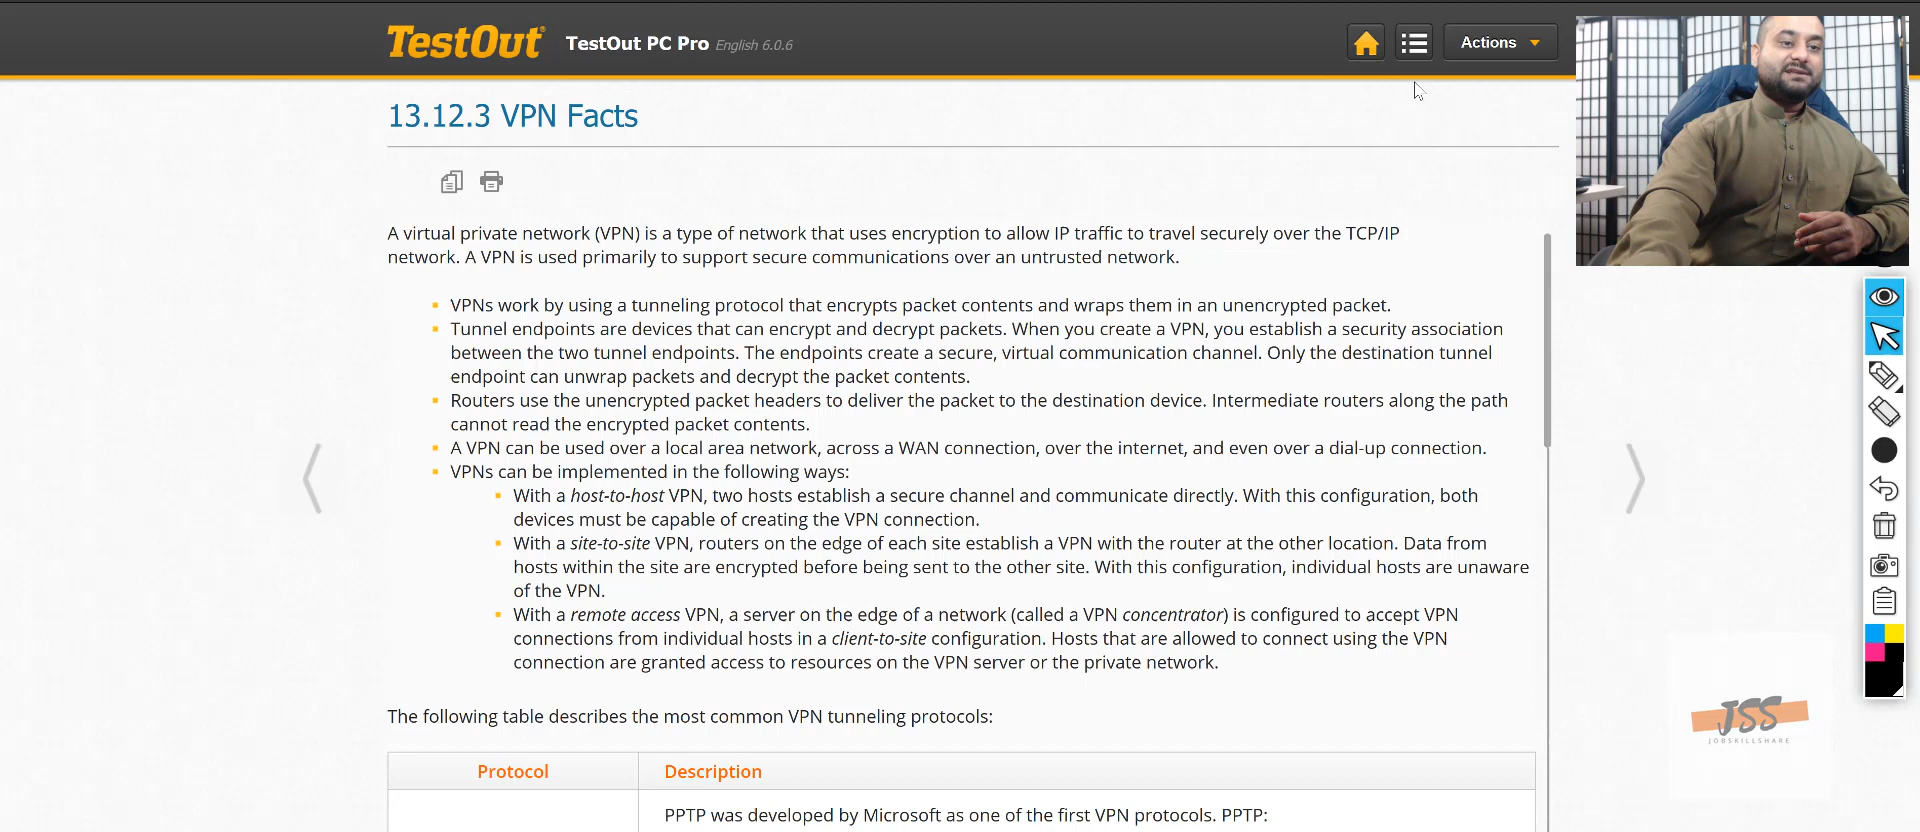 TestOut TestOut PC Pro English 6.0.6 Actions
13.12.3 VPN Facts
A virtual private network (VPN) is a type of network that uses encryption to allow IP traffic to travel securely over the TCP/IP
network. A VPN is used primarily to support secure communications over an untrusted network.
VPNs work by using a tunneling protocol that encrypts packet contents and wraps them in an unencrypted packet.
Tunnel endpoints are devices that can encrypt and decrypt packets. When you create a VPN, you establish a security association
between the two tunnel endpoints. The endpoints create a secure, virtual communication channel. Only the destination tunnel
endpoint can unwrap packets and decrypt the packet contents.
Routers use the unencrypted packet headers to deliver the packet to the destination device. Intermediate routers along the path
cannot read the encrypted packet contents.
A VPN can be used over a local area network, across a WAN connection, over the internet, and even over a dial-up connection.
VPNs can be implemented in the following ways:
With a host-to-host VPN, two hosts establish a secure channel and communicate directly. With this configuration, both
devices must be capable of creating the VPN connection.
With a site-to-site VPN, routers on the edge of each site establish a VPN with the router at the other location. Data from
hosts within the site are encrypted before being sent to the other site. With this configuration, individual hosts are unaware
of the VPN.
With a remote access VPN, a server on the edge of a network (called a VPN concentrator) is configured to accept VPN
connections from individual hosts in a client-to-site configuration. Hosts that are allowed to connect using the VPN
connection are granted access to resources on the VPN server or the private network.
The following table describes the most common VPN tunneling protocols:
Protocol Description
PPTP was developed by Microsoft as one of the first VPN protocols. PPTP:
JSS
JOBSKILLSHARE